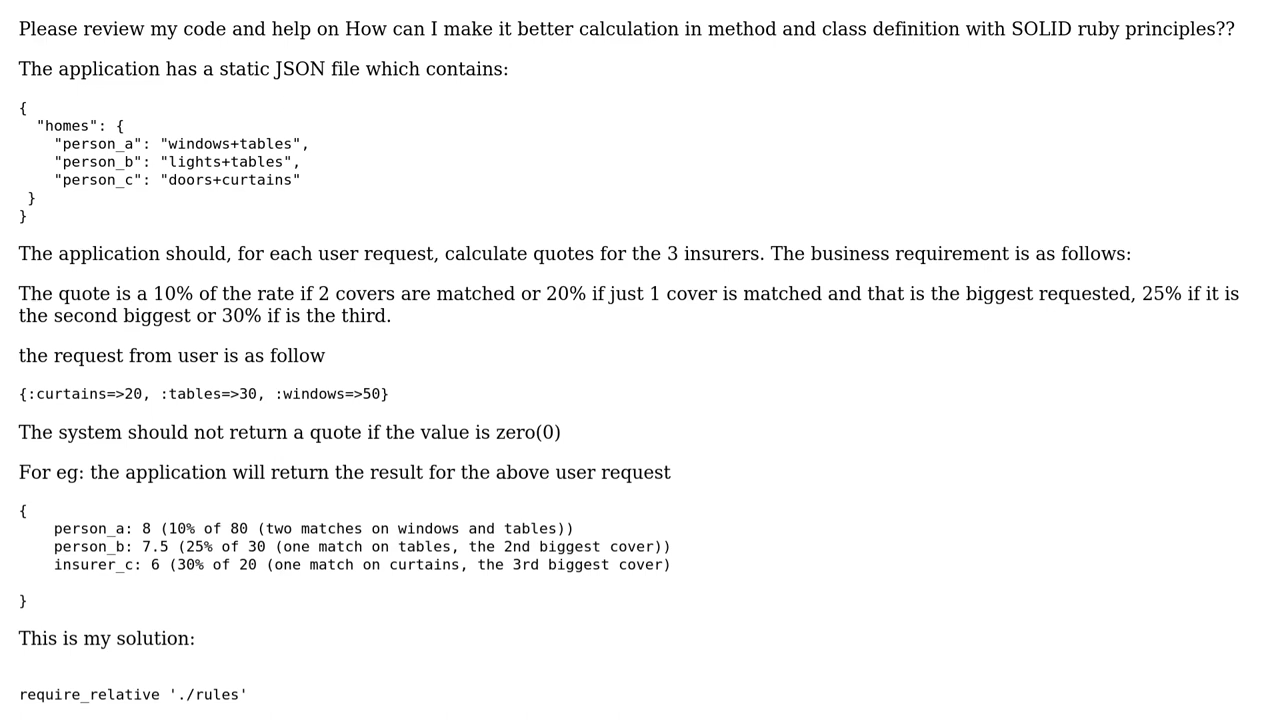 Please review my code and help on How can I make it better calculation in method and class definition with SOLID ruby principles??
The application has a static JSON file which contains:
{
  "homes": {
    "person_a": "windows+tables",
    "person_b": "lights+tables",
    "person_c": "doors+curtains"
 }
}
The application should, for each user request, calculate quotes for the 3 insurers. The business requirement is as follows:
The quote is a 10% of the rate if 2 covers are matched or 20% if just 1 cover is matched and that is the biggest requested, 25% if it is
the second biggest or 30% if is the third.
the request from user is as follow
{:curtains=>20, :tables=>30, :windows=>50}
The system should not return a quote if the value is zero(0)
For eg: the application will return the result for the above user request
{
    person_a: 8 (10% of 80 (two matches on windows and tables))
    person_b: 7.5 (25% of 30 (one match on tables, the 2nd biggest cover))
    insurer_c: 6 (30% of 20 (one match on curtains, the 3rd biggest cover)
}
This is my solution:
require_relative './rules'